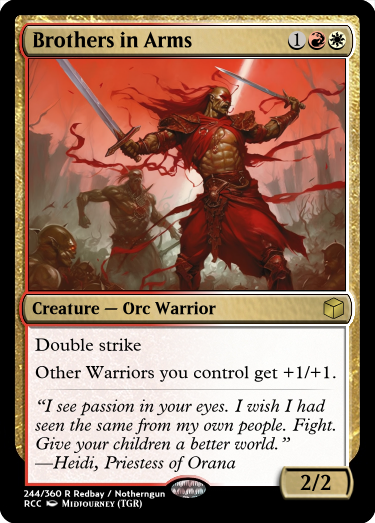 Brothers in Arms 1
Creature — Orc Warrior
Double strike
Other Warriors you control get +1/+1.
“I see passion in your eyes. I wish I had
seen the same from my own people. Fight.
Give your children a better world.”
—Heidi, Priestess of Orana
2/2
244/360 R Redbay / Notherngun
RCC Midjourney (TGR)